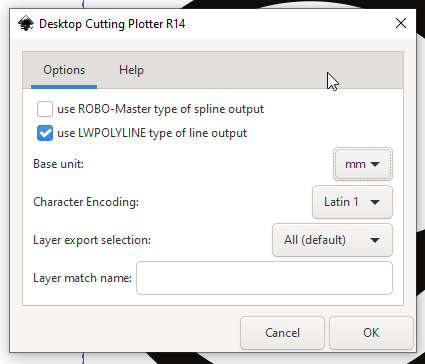 Desktop Cutting Plotter R14
Options Help
use ROBO-Master type of spline output
use LWPOLYLINE type of line output
Base unit: mm
Character Encoding: Latin 1
Layer export selection: All (default)
Layer match name:
Cancel OK